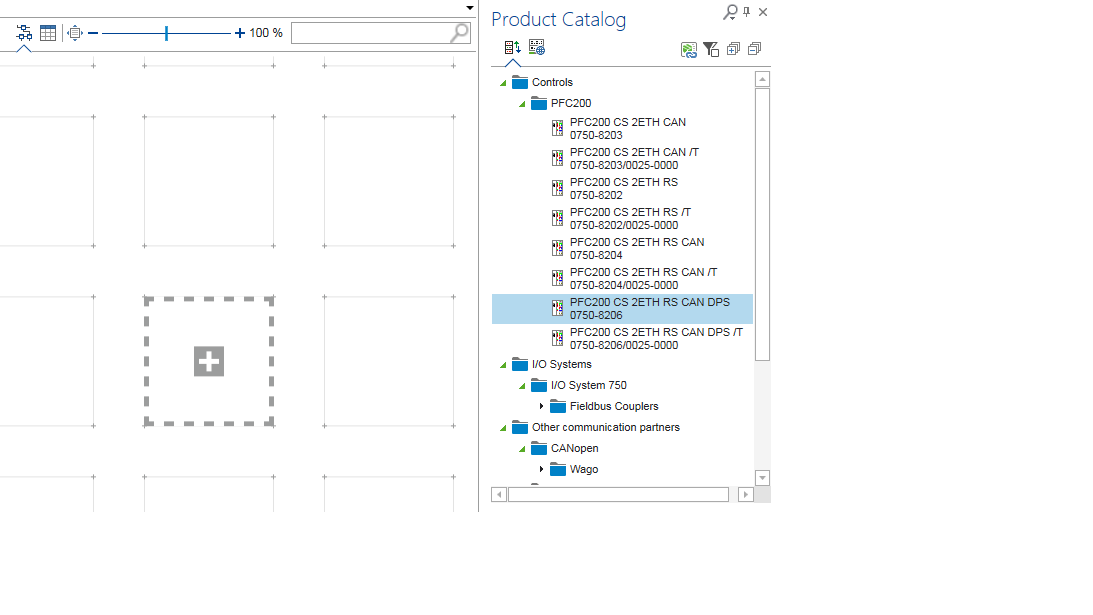 100 %
Product Catalog
Controls
PFC200
PFC200 CS 2ETH CAN
0750-8203
PFC200 CS 2ETH CAN /T
0750-8203/0025-0000
PFC200 CS 2ETH RS
0750-8202
PFC200 CS 2ETH RS /T
0750-8202/0025-0000
PFC200 CS 2ETH RS CAN
0750-8204
PFC200 CS 2ETH RS CAN /T
0750-8204/0025-0000
PFC200 CS 2ETH RS CAN DPS
0750-8206
PFC200 CS 2ETH RS CAN DPS /T
0750-8206/0025-0000
I/O Systems
I/O System 750
Fieldbus Couplers
Other communication partners
CANopen
Wago